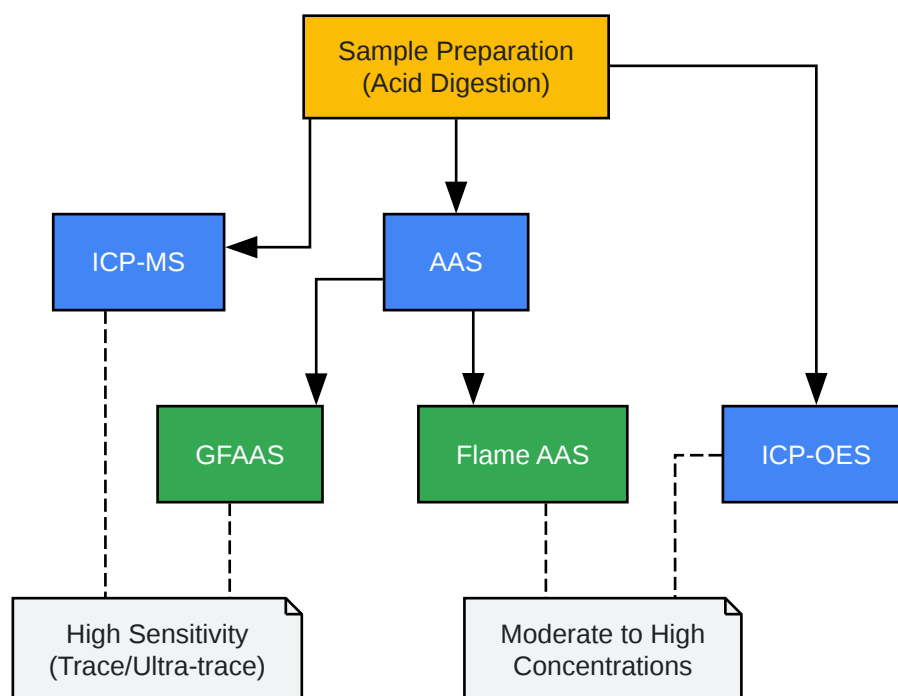 Sample Preparation
(Acid Digestion)
ICP-MS
AAS
GFAAS
Flame AAS
ICP-OES
High Sensitivity
(Trace/Ultra-trace)
Moderate to High
Concentrations